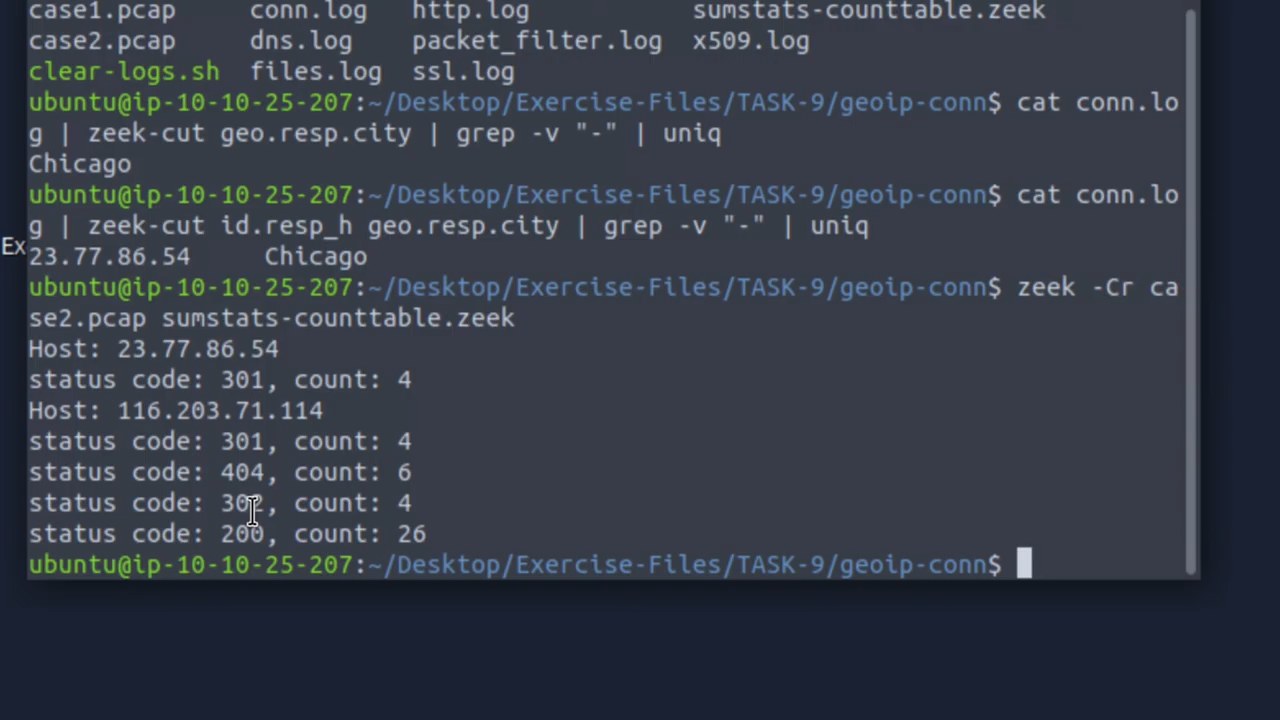 case1.pcap     conn.log    http.log           sumstats-counttable.zeek
case2.pcap     dns.log     packet_filter.log  x509.log
clear-logs.sh  files.log  ssl.log
ubuntu@ip-10-10-25-207:~/Desktop/Exercise-Files/TASK-9/geoip-conn$ cat conn.lo
g | zeek-cut geo.resp.city | grep -v "-" | uniq
Chicago
ubuntu@ip-10-10-25-207:~/Desktop/Exercise-Files/TASK-9/geoip-conn$ cat conn.lo
g | zeek-cut id.resp_h geo.resp.city | grep -v "-" | uniq
Ex
23.77.86.54     Chicago
ubuntu@ip-10-10-25-207:~/Desktop/Exercise-Files/TASK-9/geoip-conn$ zeek -Cr ca
se2.pcap sumstats-counttable.zeek
Host: 23.77.86.54
status code: 301, count: 4
Host: 116.203.71.114
status code: 301, count: 4
status code: 404, count: 6
status code: 302, count: 4
status code: 200, count: 26
ubuntu@ip-10-10-25-207:~/Desktop/Exercise-Files/TASK-9/geoip-conn$